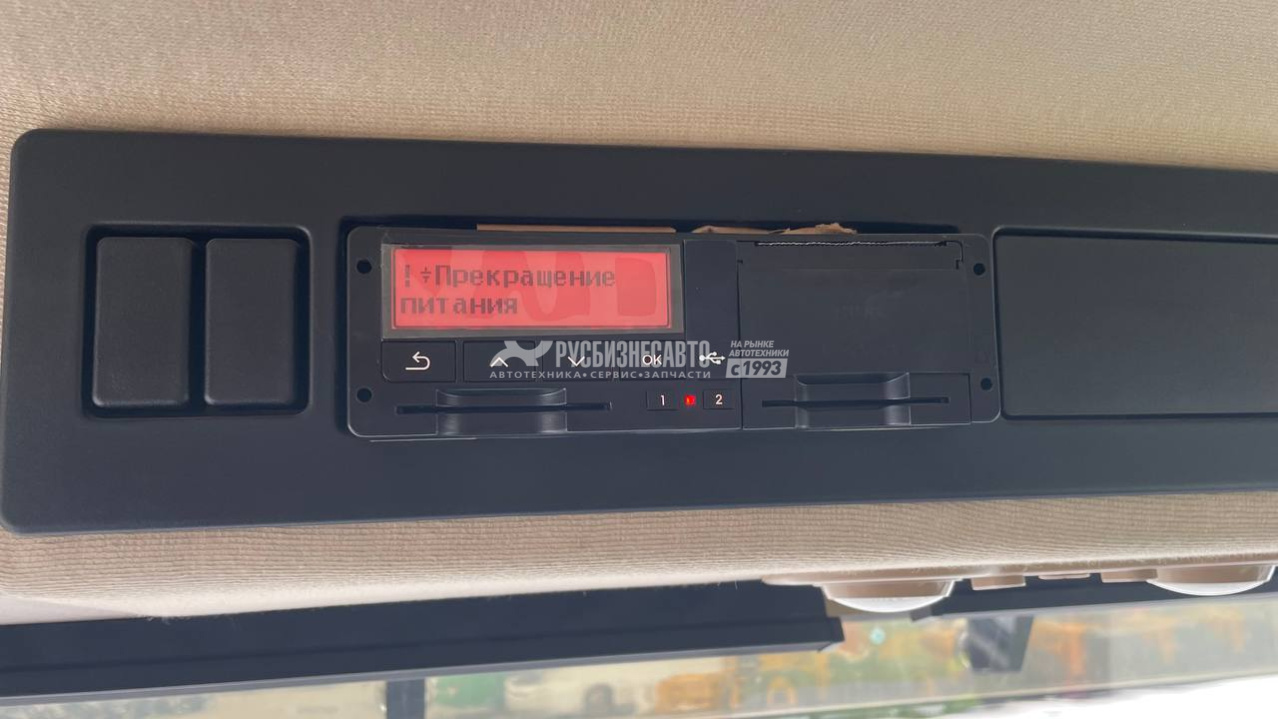 !÷Прекращение
питания
OK
1 2
РУСБИЗНЕСАВТО
АВТОТЕХНИКА•СЕРВИС•ЗАПЧАСТИ
НА РЫНКЕ
АВТОТЕХНИКИ
с 1993